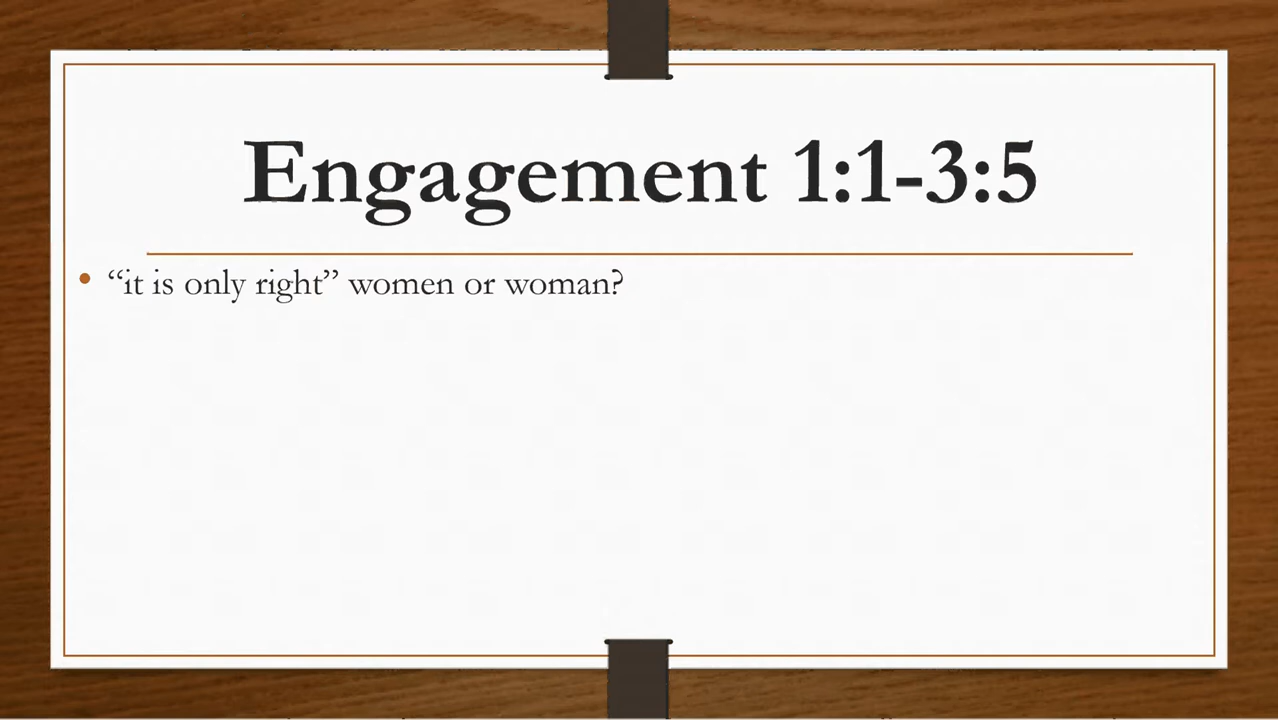 Engagement 1:1-3:5
• “it is only right” women or woman?